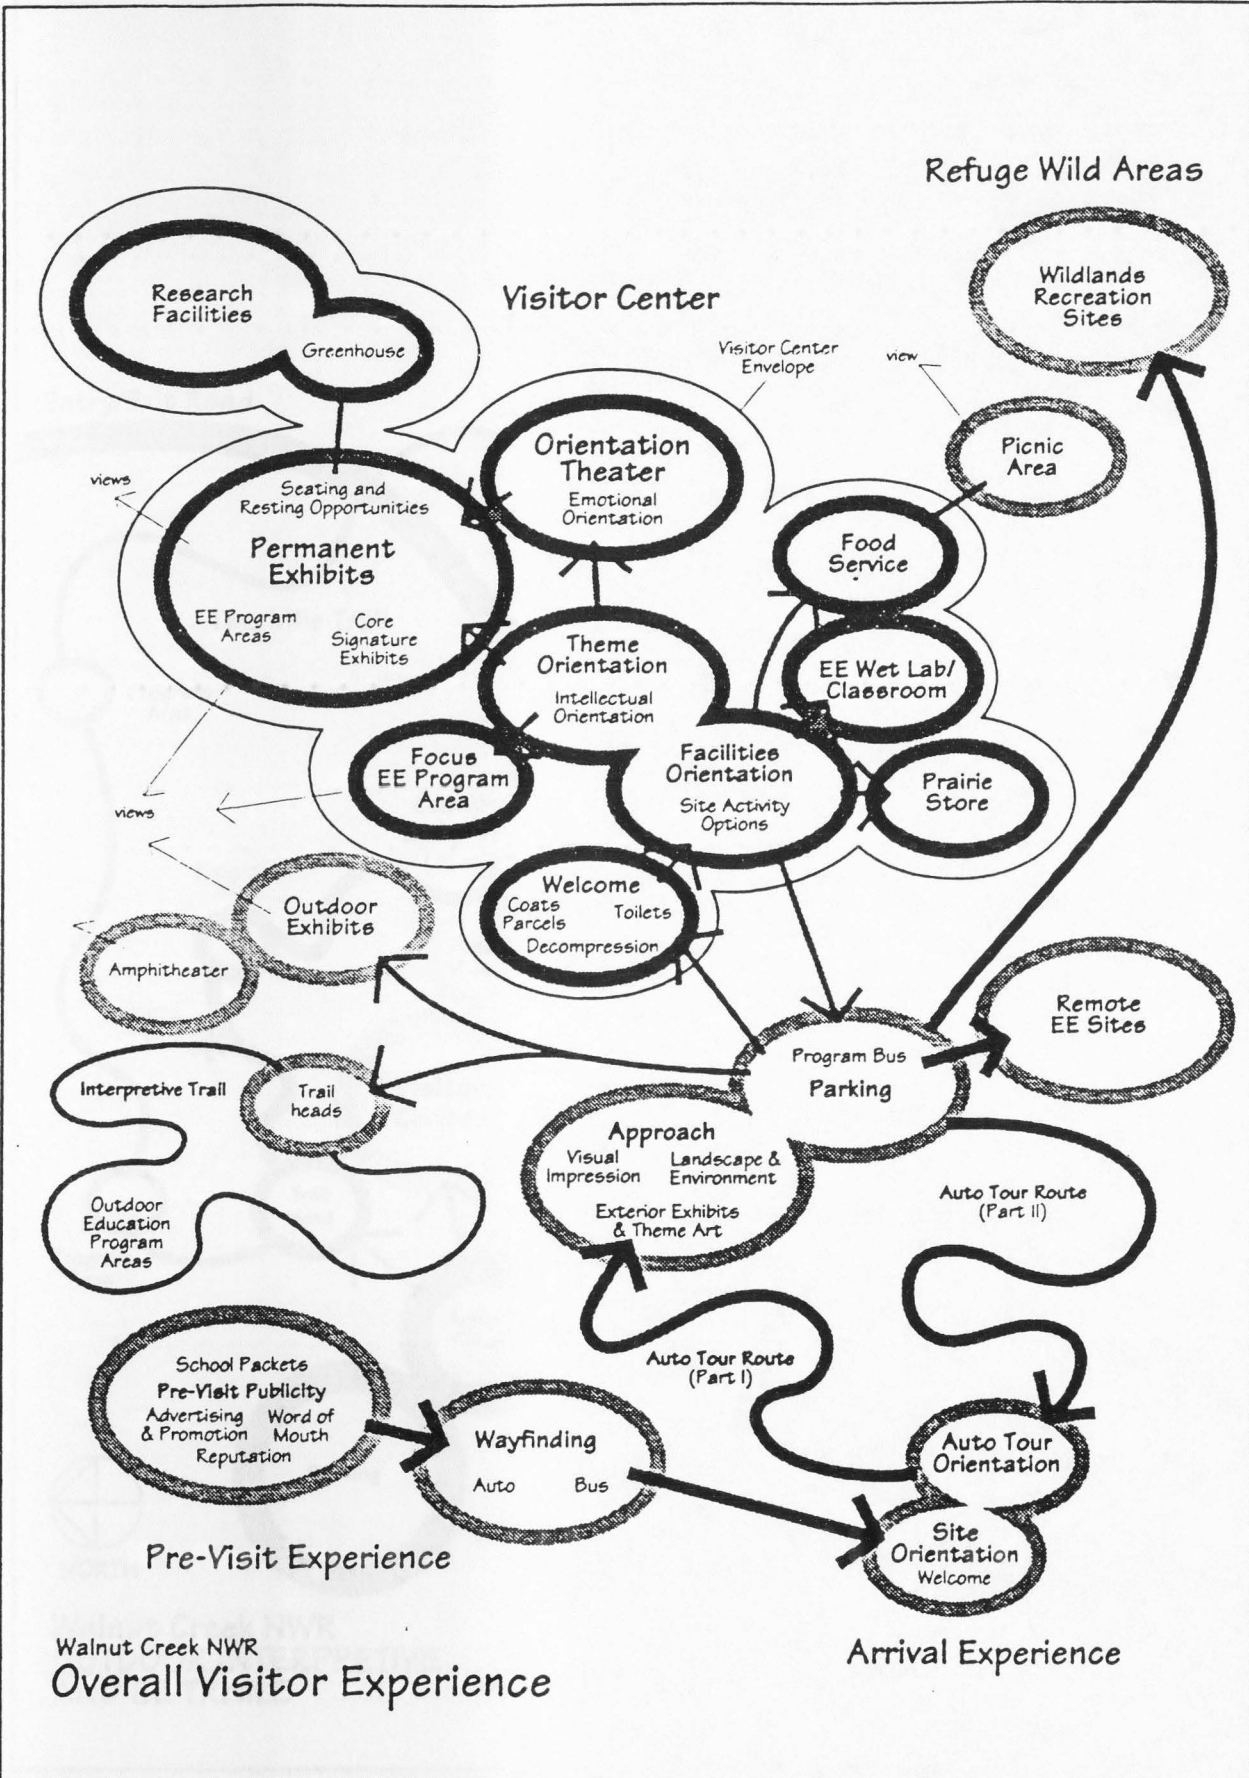 Refuge Wild Areas
Wildlands
Recreation
Sites
Research
Facilities
Greenhouse
Visitor Center
Visitor Center
Envelope
view
Picnic
Area
Orientation
Theater
Emotional
Orientation
views
Seating and
Resting Opportunities
Permanent
Exhibits
EE Program
Areas
Core
Signature
Exhibits
Food
Service
Theme
Orientation
Intellectual
Orientation
EE Wet Lab/
Classroom
Focus
EE Program
Area
Facilities
Orientation
Site Activity
Options
Prairie
Store
views
Welcome
Coats
Parcels
Toilets
Decompression
Outdoor
Exhibits
Amphitheater
Remote
EE Sites
Program Bus
Parking
Interpretive Trail
Trail
heads
Approach
Visual
Impression
Landscape &
Environment
Exterior Exhibits
& Theme Art
Outdoor
Education
Program
Areas
Auto Tour Route
(Part II)
Auto Tour Route
(Part I)
School Packets
Pre-Visit Publicity
Advertising
& Promotion
Word of
Mouth
Reputation
Wayfinding
Auto
Bus
Auto Tour
Orientation
Site
Orientation
Welcome
Pre-Visit Experience
Arrival Experience
Walnut Creek NWR
Overall Visitor Experience